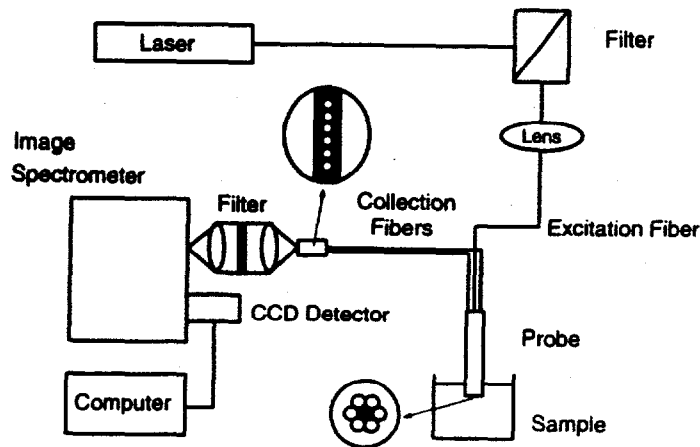 Laser
Filter
Lens
Image
Spectrometer
Filter
Collection
Fibers
Excitation Fiber
CCD Detector
Probe
Computer
Sample